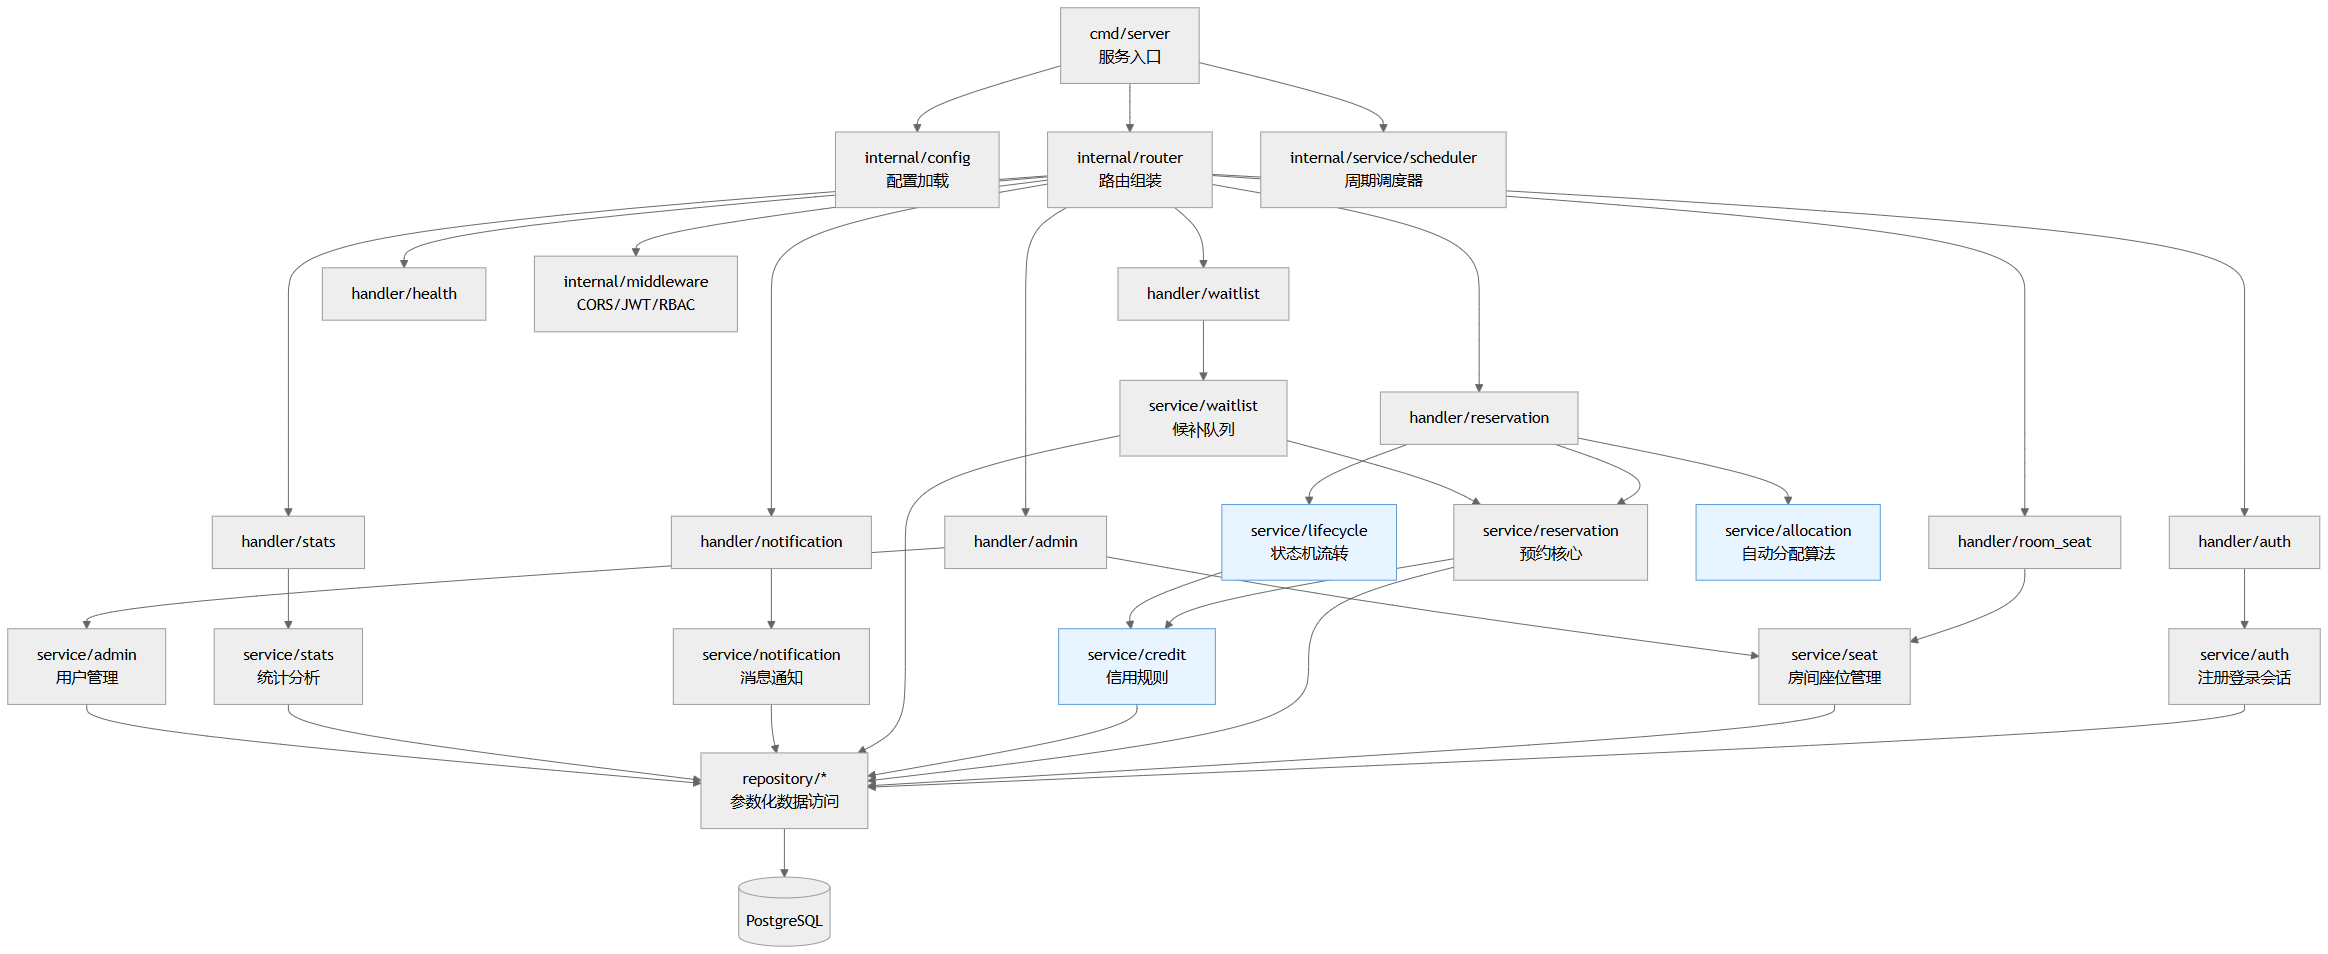 cmd/server
服务入口
internal/config
配置加载
internal/router
路由组装
internal/service/scheduler
周期调度器
handler/health
internal/middleware
CORS/JWT/RBAC
handler/waitlist
service/waitlist
候补队列
handler/reservation
handler/stats
handler/notification
handler/admin
service/lifecycle
状态机流转
service/reservation
预约核心
service/allocation
自动分配算法
handler/room_seat
handler/auth
service/admin
用户管理
service/stats
统计分析
service/notification
消息通知
service/credit
信用规则
service/seat
房间座位管理
service/auth
注册登录会话
repository/*
参数化数据访问
PostgreSQL